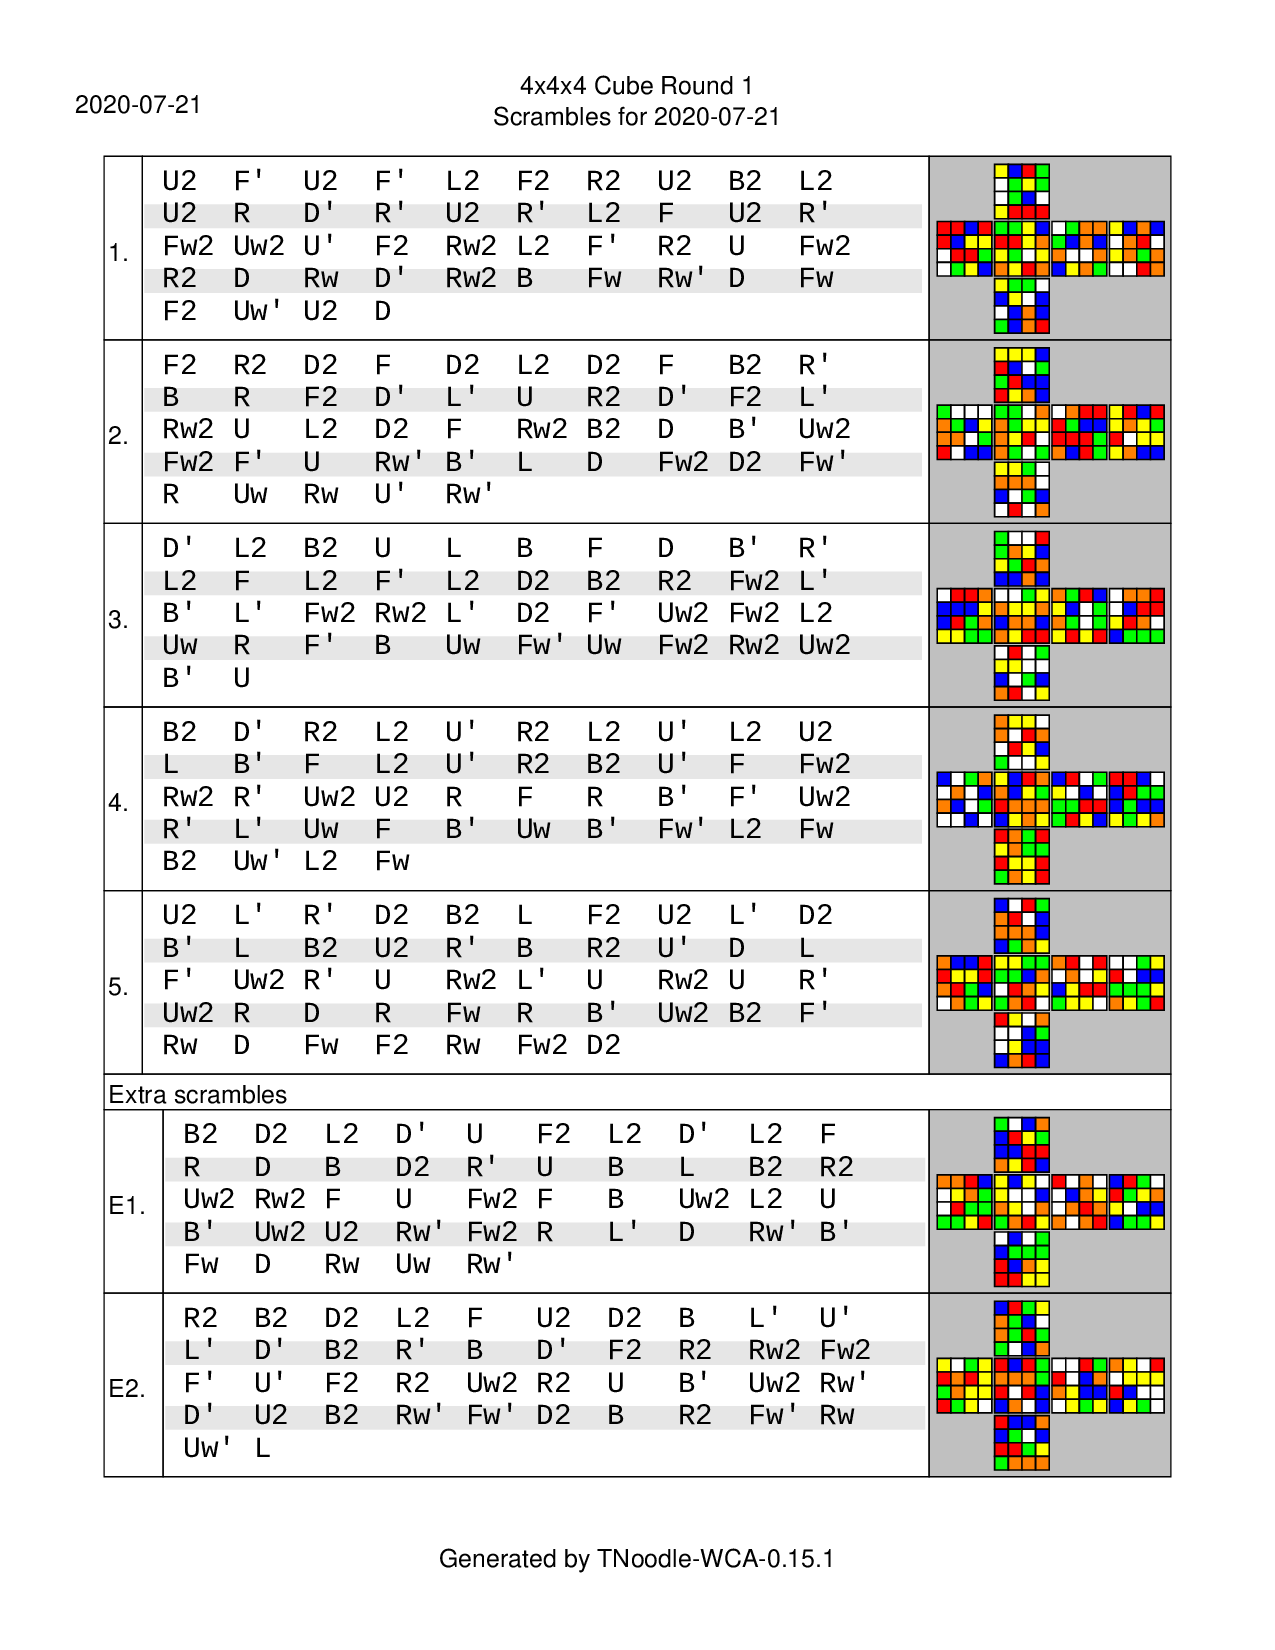 2020-07-21
4x4x4 Cube Round 1
Scrambles for 2020-07-21
1.
U2 F' U2 F' L2 F2 R2 U2 B2 L2
U2 R D' R' U2 R' L2 F U2 R'
Fw2 Uw2 U' F2 Rw2 L2 F' R2 U Fw2
R2 D Rw D' Rw2 B Fw Rw' D Fw
F2 Uw' U2 D
2.
F2 R2 D2 F D2 L2 D2 F B2 R'
B R F2 D' L' U R2 D' F2 L'
Rw2 U L2 D2 F Rw2 B2 D B' Uw2
Fw2 F' U Rw' B' L D Fw2 D2 Fw'
R Uw Rw U' Rw'
3.
D' L2 B2 U L B F D B' R'
L2 F L2 F' L2 D2 B2 R2 Fw2 L'
B' L' Fw2 Rw2 L' D2 F' Uw2 Fw2 L2
Uw R F' B Uw Fw' Uw Fw2 Rw2 Uw2
B' U
4.
B2 D' R2 L2 U' R2 L2 U' L2 U2
L B' F L2 U' R2 B2 U' F Fw2
Rw2 R' Uw2 U2 R F R B' F' Uw2
R' L' Uw F B' Uw B' Fw' L2 Fw
B2 Uw' L2 Fw
5.
U2 L' R' D2 B2 L F2 U2 L' D2
B' L B2 U2 R' B R2 U' D L
F' Uw2 R' U Rw2 L' U Rw2 U R'
Uw2 R D R Fw R B' Uw2 B2 F'
Rw D Fw F2 Rw Fw2 D2
Extra scrambles
E1.
B2 D2 L2 D' U F2 L2 D' L2 F
R D B D2 R' U B L B2 R2
Uw2 Rw2 F U Fw2 F B Uw2 L2 U
B' Uw2 U2 Rw' Fw2 R L' D Rw' B'
Fw D Rw Uw Rw'
E2.
R2 B2 D2 L2 F U2 D2 B L' U'
L' D' B2 R' B D' F2 R2 Rw2 Fw2
F' U' F2 R2 Uw2 R2 U B' Uw2 Rw'
D' U2 B2 Rw' Fw' D2 B R2 Fw' Rw
Uw' L
Generated by TNoodle-WCA-0.15.1